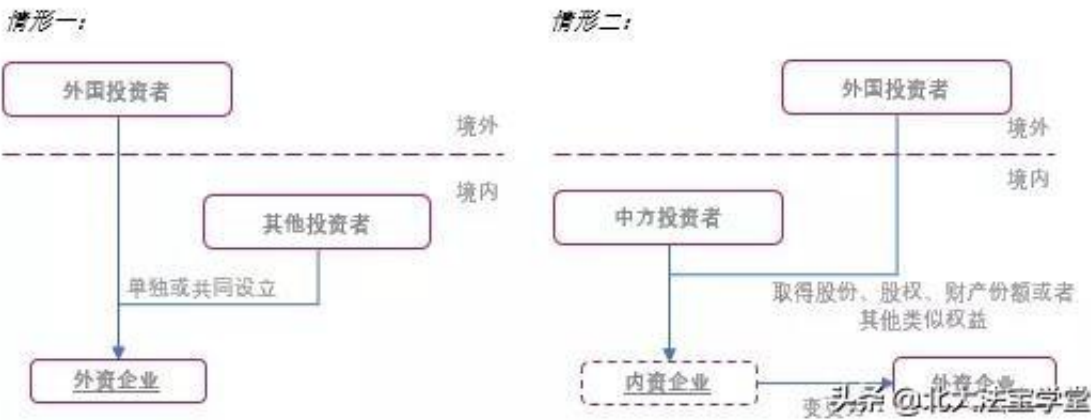 情形一：
外国投资者
境外
境内
其他投资者
单独或共同设立
外资企业
情形二：
外国投资者
境外
境内
中方投资者
取得股份、股权、财产份额或者
其他类似权益
内资企业
外资企业
头条 @北大法宝学堂